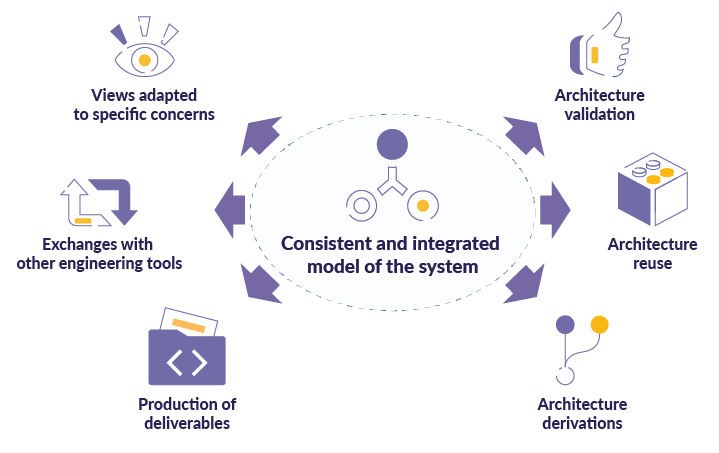 Views adapted
to specific concerns
Architecture
validation
Consistent and integrated
model of the system
Exchanges with
other engineering tools
Architecture
reuse
Production of
deliverables
Architecture
derivations